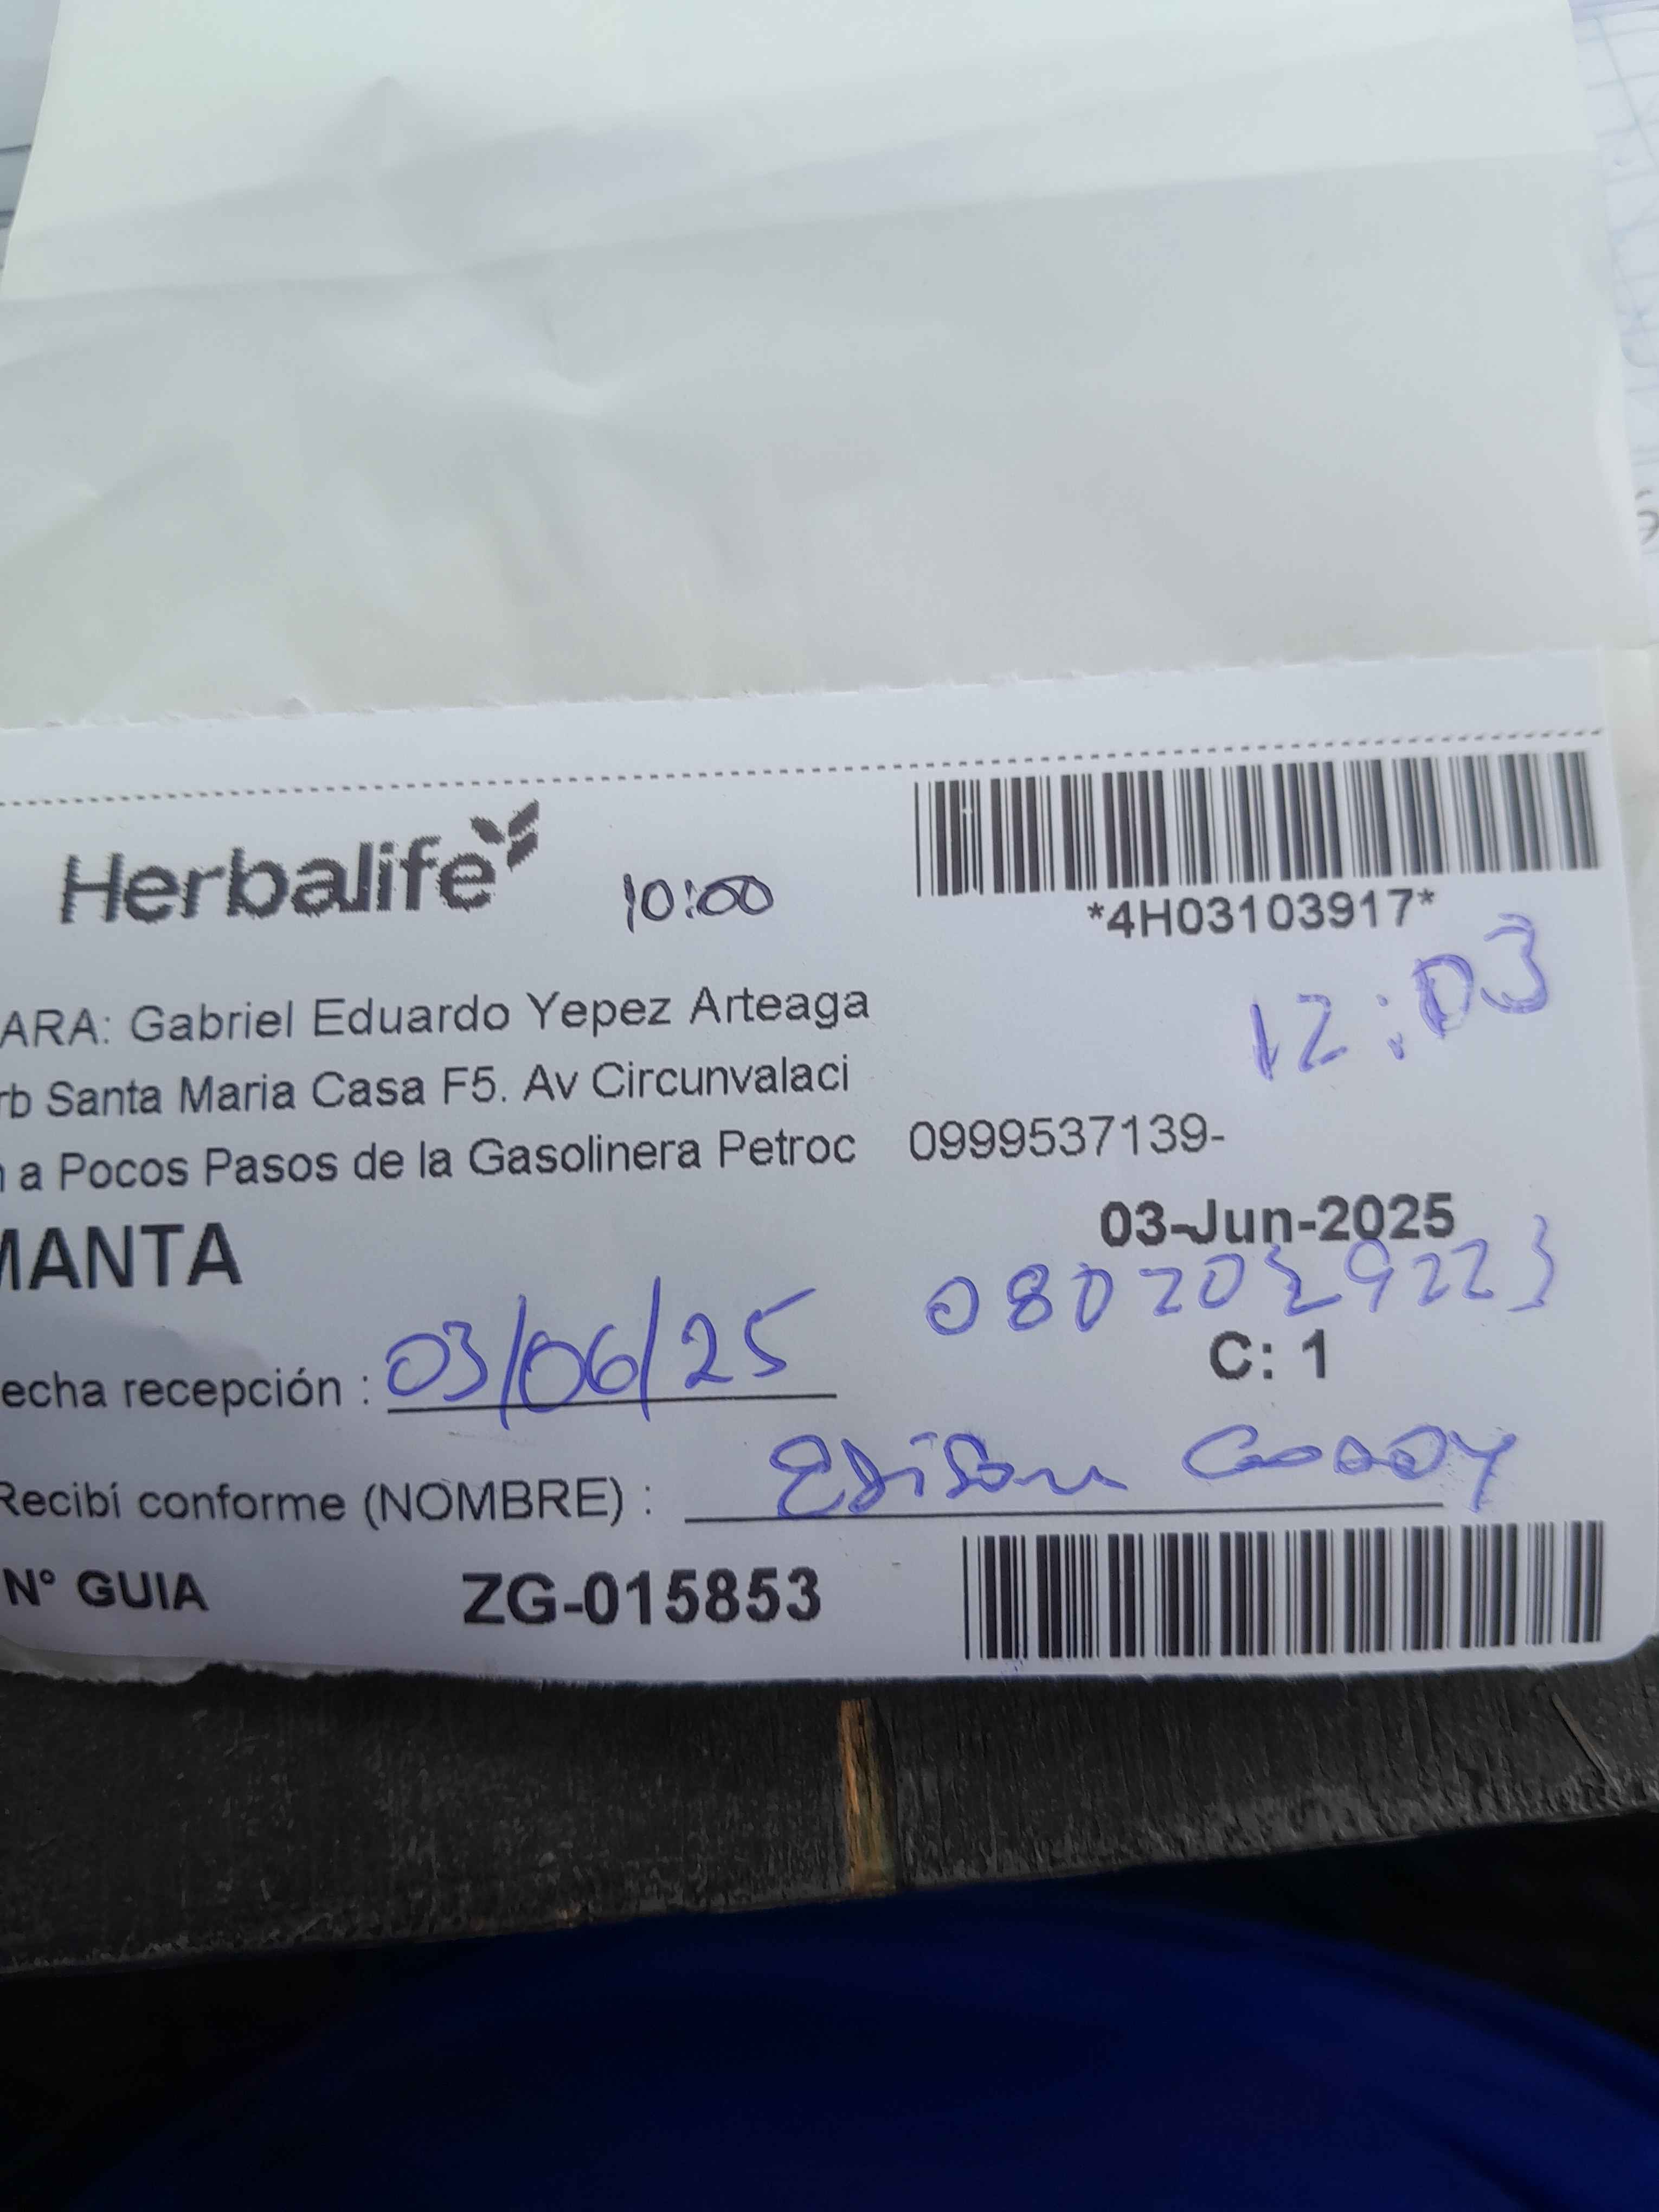 Herbalife
10:00
*4H03103917*
12:03
ARA: Gabriel Eduardo Yepez Arteaga
rb Santa Maria Casa F5. Av Circunvalaci
a Pocos Pasos de la Gasolinera Petroc 0999537139-
MANTA
03-Jun-2025
echa recepción : 03/06/25
C: 1
Recibí conforme (NOMBRE) : Edison Godoy
N° GUIA ZG-015853